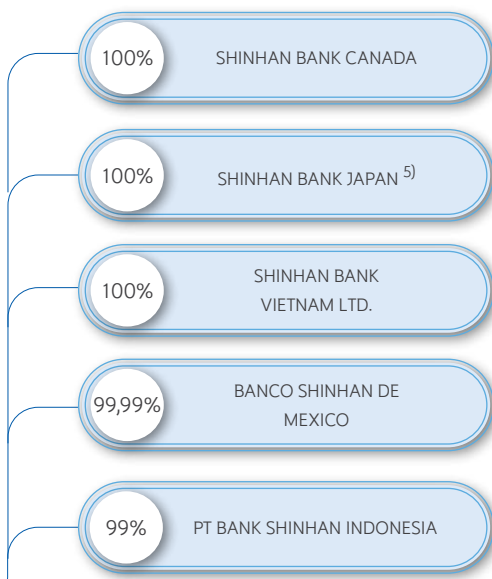 100% SHINHAN BANK CANADA
100% SHINHAN BANK JAPAN 5)
100% SHINHAN BANK
VIETNAM LTD.
99,99% BANCO SHINHAN DE
MEXICO
99% PT BANK SHINHAN INDONESIA